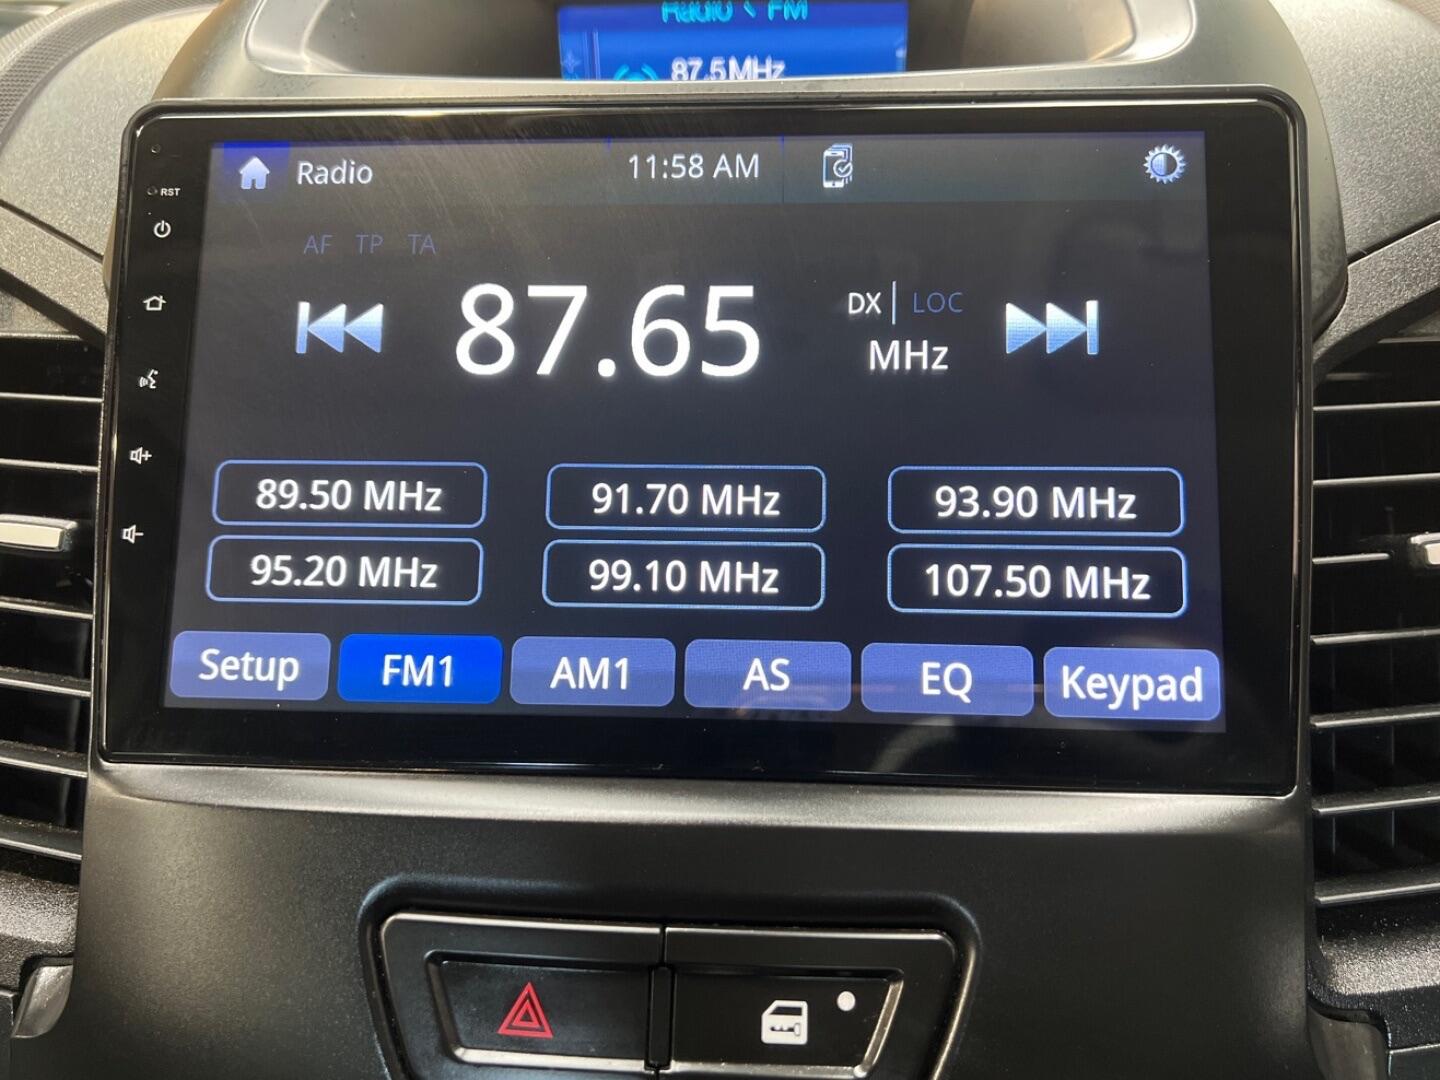 Radio < FM
87.5MHz
RST
Radio
11:58 AM
AF TP TA
87.65
DX | LOC
MHz
89.50 MHz
91.70 MHz
93.90 MHz
95.20 MHz
99.10 MHz
107.50 MHz
Setup
FM1
AM1
AS
EQ
Keypad